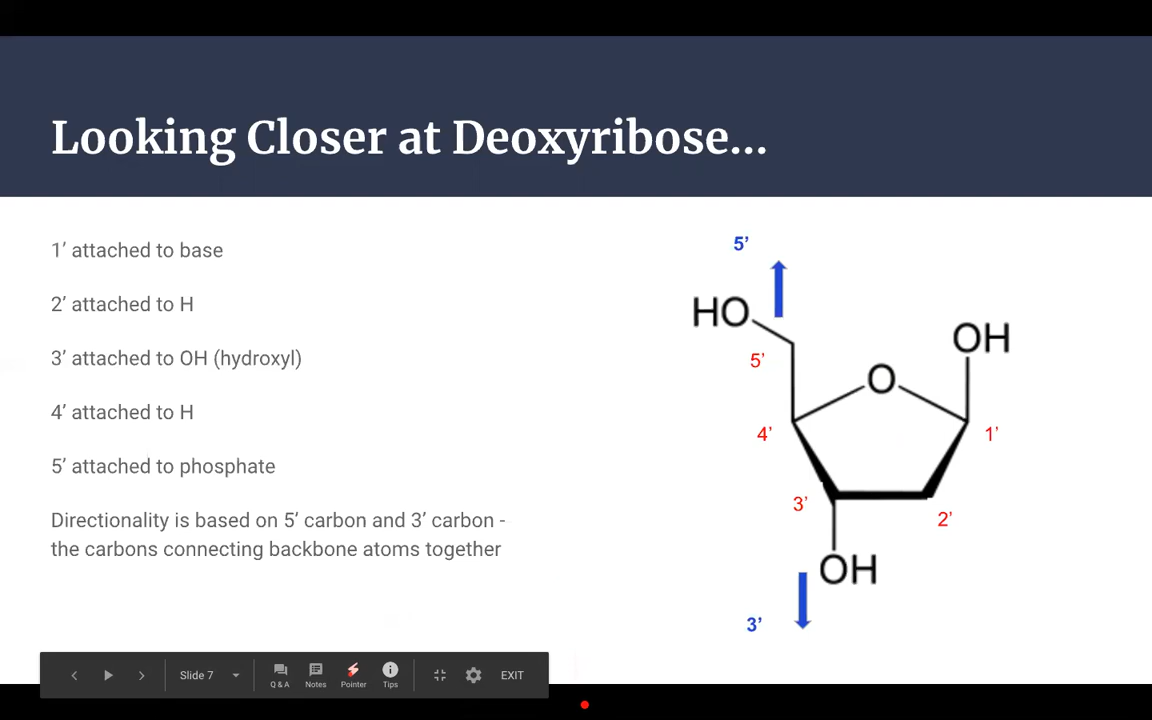 Looking Closer at Deoxyribose...
1’ attached to base
2’ attached to H
3’ attached to OH (hydroxyl)
4’ attached to H
5’ attached to phosphate
Directionality is based on 5’ carbon and 3’ carbon -
the carbons connecting backbone atoms together
5’
HO
OH
5’
O
4’
1’
3’
2’
OH
3’
Slide 7
Q & A
Notes
Pointer
Tips
EXIT